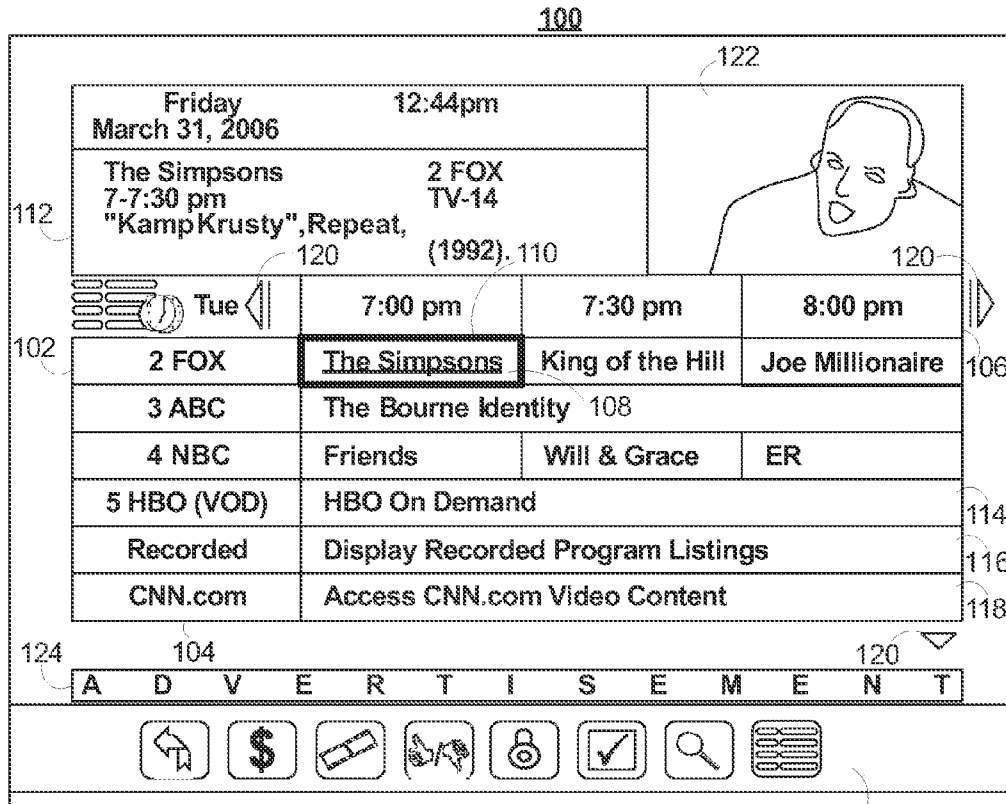 100
122
Friday 12:44pm
March 31, 2006
The Simpsons 2 FOX
7-7:30 pm TV-14
"KampKrusty",Repeat,
(1992).
112
120
110
120
Tue 7:00 pm 7:30 pm 8:00 pm
102
2 FOX The Simpsons King of the Hill Joe Millionaire
106
3 ABC The Bourne Identity
108
4 NBC Friends Will & Grace ER
5 HBO (VOD) HBO On Demand
114
Recorded Display Recorded Program Listings
116
CNN.com Access CNN.com Video Content
118
104
120
124
A D V E R T I S E M E N T
$